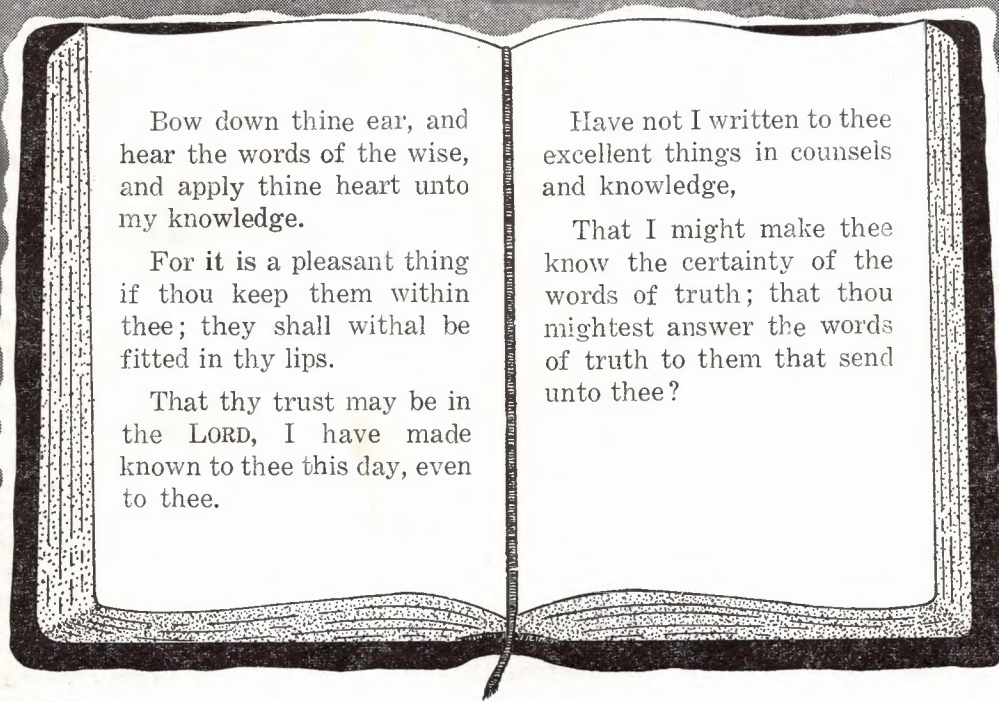 Bow down thine ear, and
hear the words of the wise,
and apply thine heart unto
my knowledge.
For it is a pleasant thing
if thou keep them within
thee; they shall withal be
fitted in thy lips.
That thy trust may be in
the LORD, I have made
known to thee this day, even
to thee.
Have not I written to thee
excellent things in counsels
and knowledge,
That I might make thee
know the certainty of the
words of truth; that thou
mightest answer the words
of truth to them that send
unto thee?